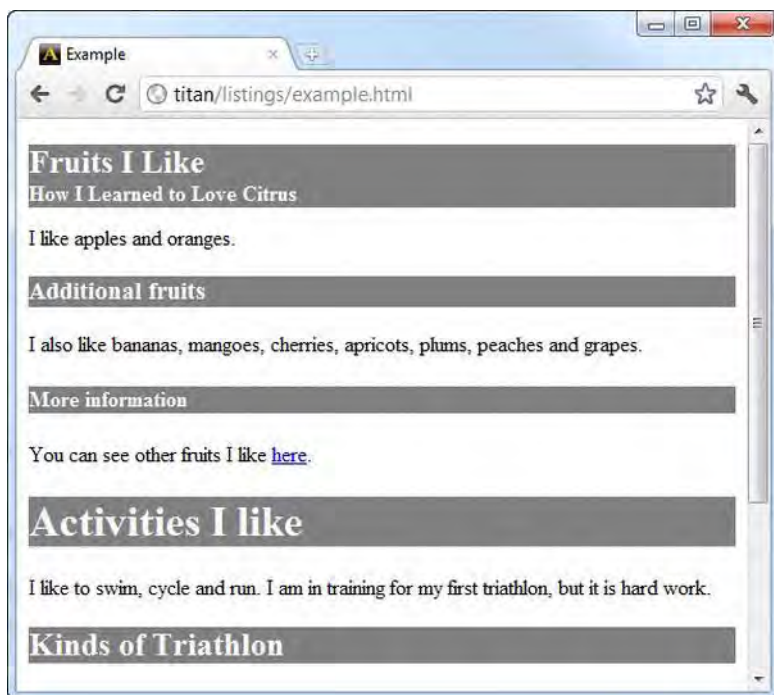 Example
titan/listings/example.html
Fruits I Like
How I Learned to Love Citrus
I like apples and oranges.
Additional fruits
I also like bananas, mangoes, cherries, apricots, plums, peaches and grapes.
More information
You can see other fruits I like here.
Activities I like
I like to swim, cycle and run. I am in training for my first triathlon, but it is hard work.
Kinds of Triathlon